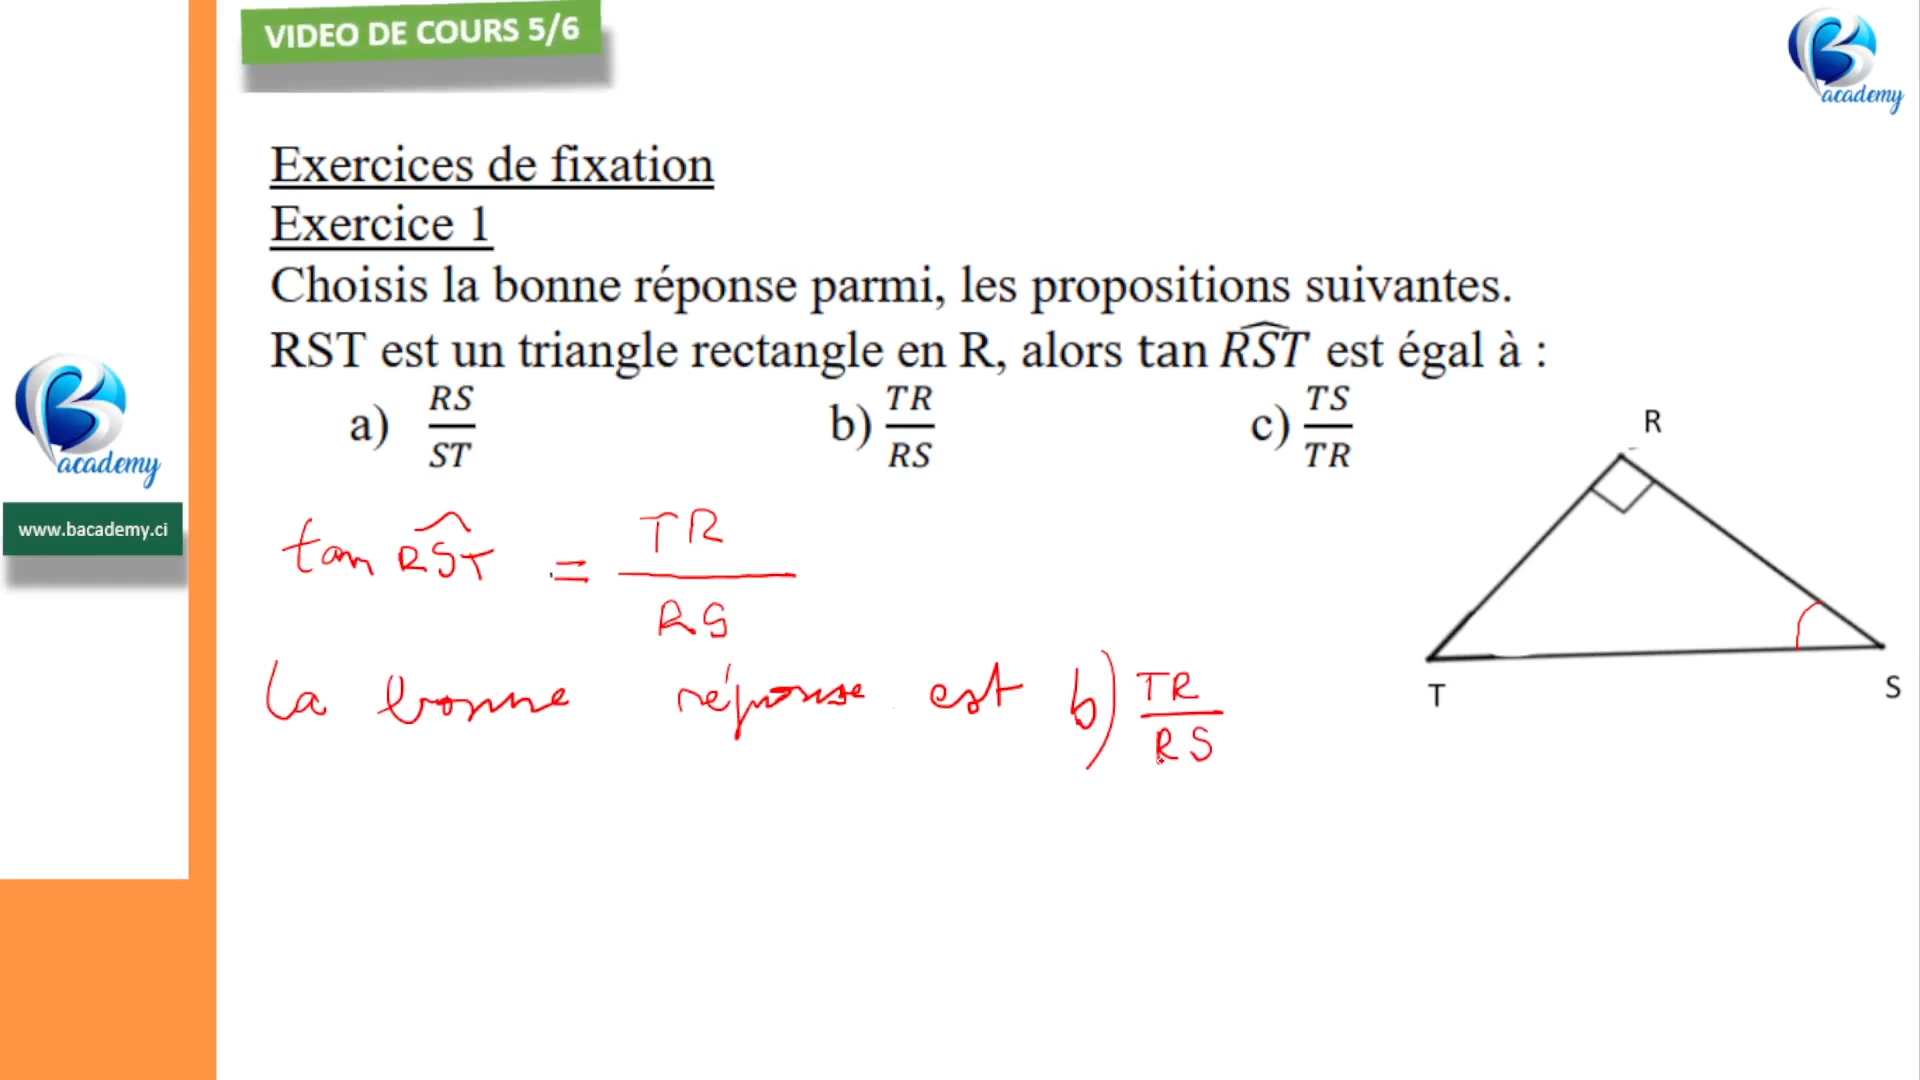 VIDEO DE COURS 5/6
B academy
Exercices de fixation
Exercice 1
Choisis la bonne réponse parmi, les propositions suivantes.
RST est un triangle rectangle en R, alors tan \widehat{RST} est égal à :
a) RS/ST b) TR/RS c) TS/TR
R
B academy
www.bacademy.ci
tan \widehat{RST} = TR/RS
la bonne réponse est b) TR/RS
T S